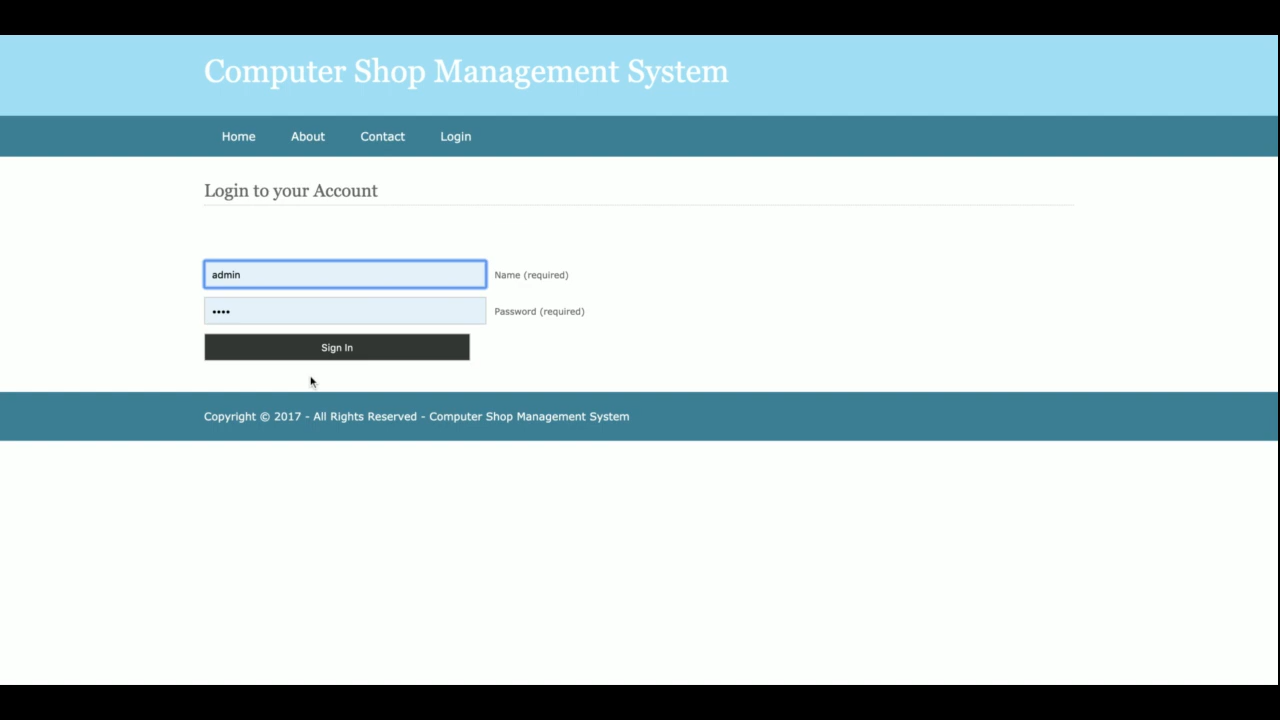 Computer Shop Management System
Home About Contact Login
Login to your Account
admin Name (required)
•••• Password (required)
Sign In
Copyright © 2017 - All Rights Reserved - Computer Shop Management System